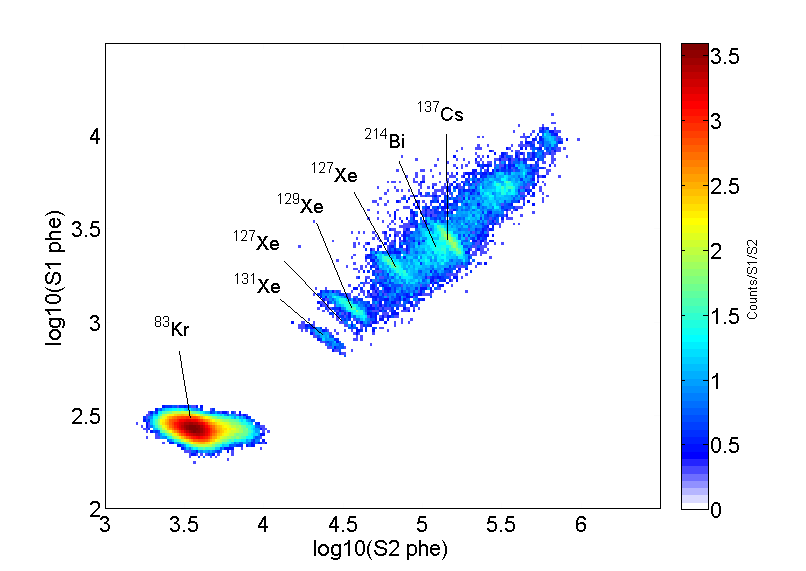 4
3.5
3
2.5
2
log10(S1 phe)
137Cs
214Bi
127Xe
129Xe
127Xe
131Xe
83Kr
3 3.5 4 4.5 5 5.5 6
log10(S2 phe)
3.5
3
2.5
2
1.5
1
0.5
0
Counts/S1/S2